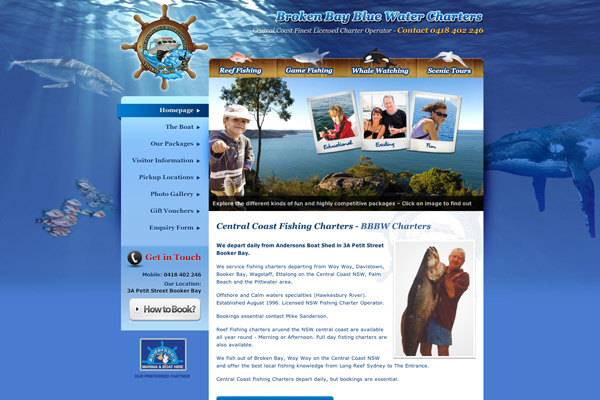 Broken Bay Blue Water Charters
Central Coast Finest Licensed Charter Operator - Contact 0418 402 246
Reef Fishing
Game Fishing
Whale Watching
Scenic Tours
Homepage
The Boat
Our Packages
Visitor Information
Pickup Locations
Photo Gallery
Gift Vouchers
Enquiry Form
Get in Touch
Mobile: 0418 402 246
Our Location:
3A Petit Street Booker Bay
How to Book?
Andersons
MARINA & BOAT HIRE
OUR PREFERRED PARTNER
Educational
Exciting
Fun
Explore the different kinds of fun and highly competitive packages – Click on image to find out
Central Coast Fishing Charters - BBBW Charters
We depart daily from Andersons Boat Shed in 3A Petit Street
Booker Bay.
We service fishing charters departing from Woy Woy, Davistown,
Booker Bay, Wagstaff, Ettalong on the Central Coast NSW, Palm
Beach and the Pittwater area.
Offshore and Calm waters specialties (Hawkesbury River).
Established August 1996. Licensed NSW Fishing Charter Operator.
Bookings essential contact Mike Sanderson.
Reef Fishing charters around the NSW central coast are available
all year round - Morning or Afternoon. Full day fishing charters are
also available.
We fish out of Broken Bay, Woy Woy on the Central Coast NSW
and offer the best local fishing knowledge from Long Reef Sydney to The Entrance.
Central Coast Fishing Charters depart daily, but bookings are essential.